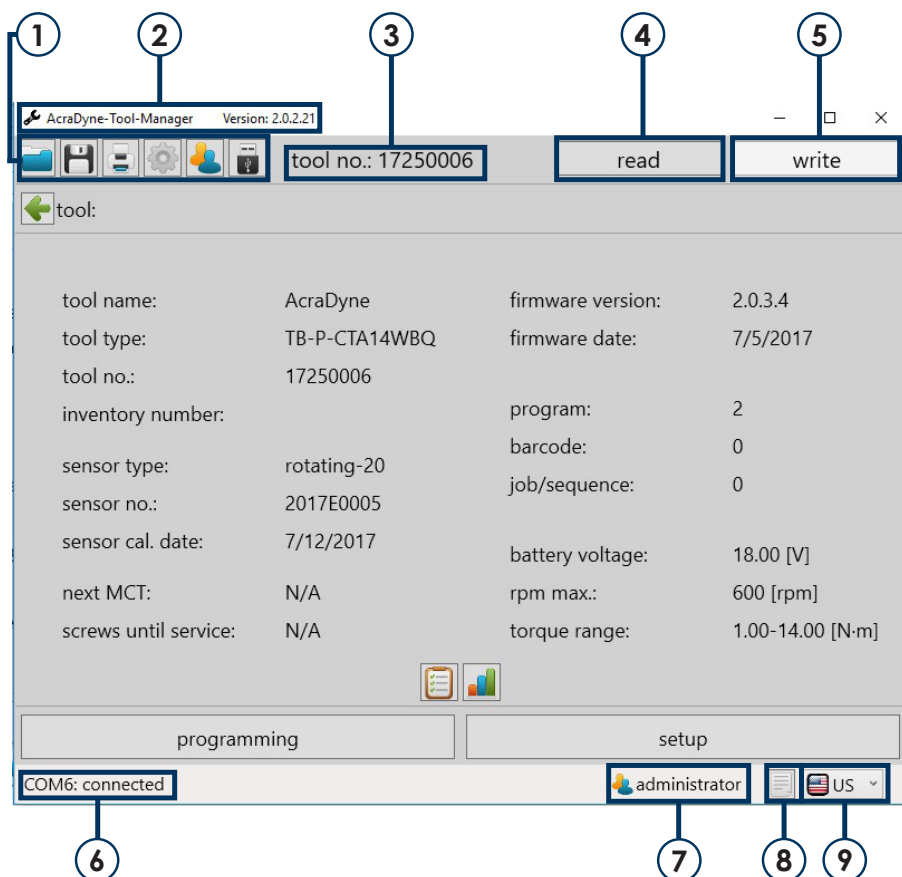 1 2 3 4 5
AcraDyne-Tool-Manager Version: 2.0.2.21
tool no.: 17250006 read write
tool:
tool name: AcraDyne firmware version: 2.0.3.4
tool type: TB-P-CTA14WBQ firmware date: 7/5/2017
tool no.: 17250006
inventory number: program: 2
barcode: 0
sensor type: rotating-20
job/sequence: 0
sensor no.: 2017E0005
sensor cal. date: 7/12/2017
battery voltage: 18.00 [V]
next MCT: N/A rpm max.: 600 [rpm]
screws until service: N/A torque range: 1.00-14.00 [N·m]
programming setup
COM6: connected administrator US
6 7 8 9